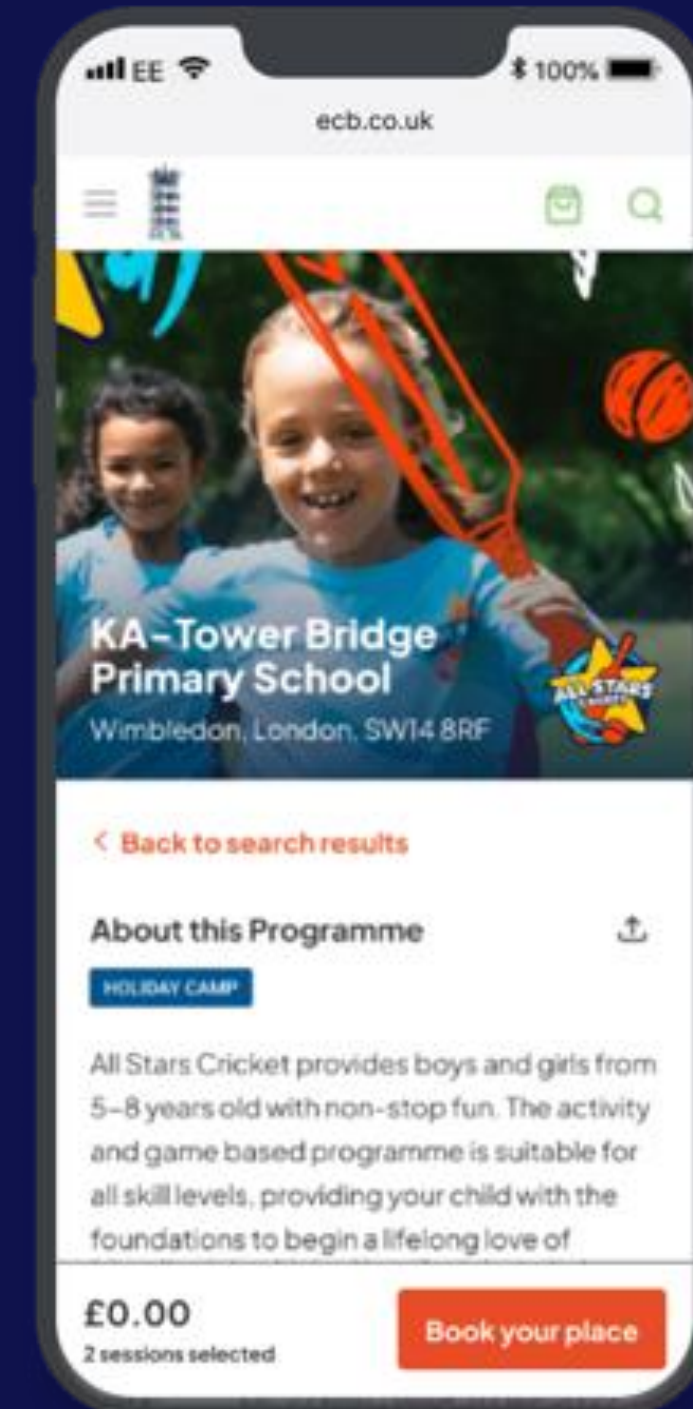 EE
100%
ecb.co.uk
KA-Tower Bridge
Primary School
Wimbledon, London, SW14 8RF
ALL STARS
CRICKET
< Back to search results
About this Programme
HOLIDAY CAMP
All Stars Cricket provides boys and girls from
5–8 years old with non-stop fun. The activity
and game based programme is suitable for
all skill levels, providing your child with the
foundations to begin a lifelong love of
£0.00
2 sessions selected
Book your place